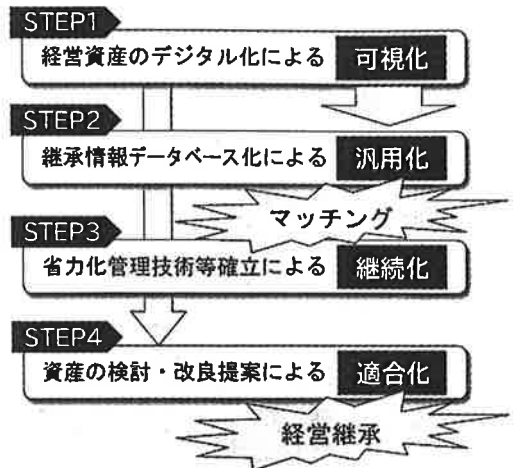 STEP1
経営資産のデジタル化による 可視化
STEP2
継承情報データベース化による 汎用化
マッチング
STEP3
省力化管理技術等確立による 継続化
STEP4
資産の検討・改良提案による 適合化
経営継承